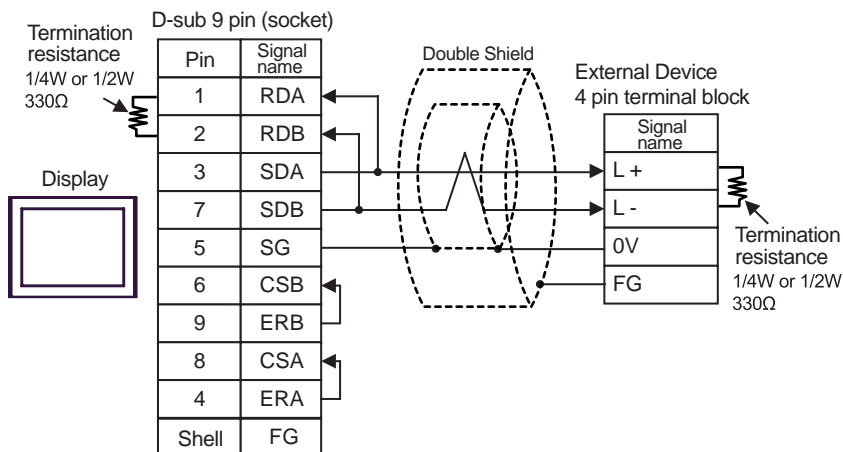 D-sub 9 pin (socket)
Termination
resistance
1/4W or 1/2W
330Ω
Display
Pin Signal name
1 RDA
2 RDB
3 SDA
7 SDB
5 SG
6 CSB
9 ERB
8 CSA
4 ERA
Shell FG
Double Shield
External Device
4 pin terminal block
Signal
name
L +
L -
0V
FG
Termination
resistance
1/4W or 1/2W
330Ω